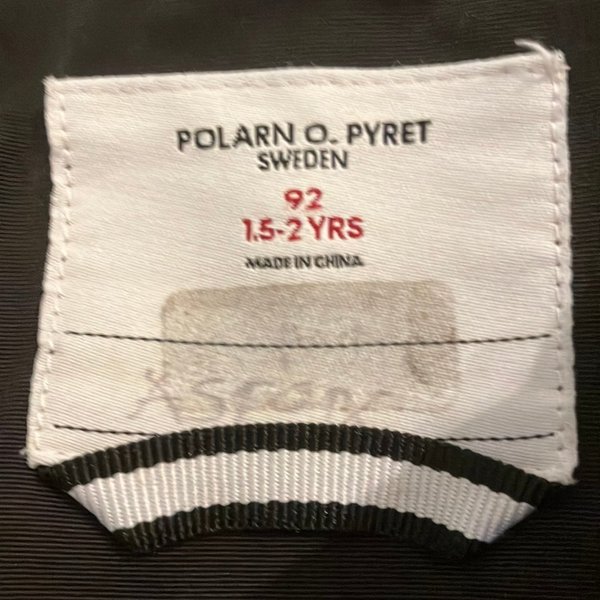 POLARN O. PYRET
SWEDEN
92
1.5-2 YRS
MADE IN CHINA